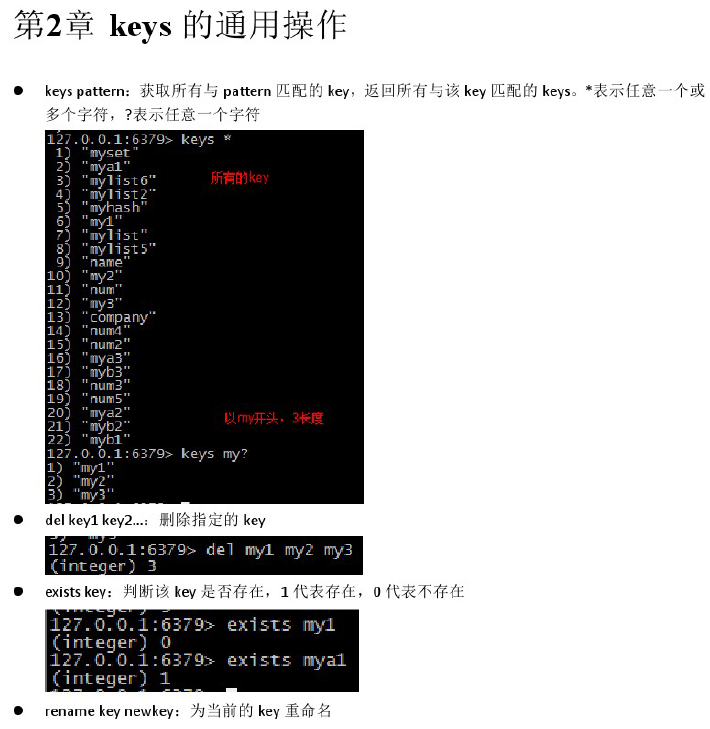 第2章 keys 的通用操作
● keys pattern：获取所有与 pattern 匹配的 key，返回所有与该 key 匹配的 keys。*表示任意一个或
多个字符，?表示任意一个字符
127.0.0.1:6379> keys *
1) "myset"
2) "mya1"
3) "mylist6"
所有的key
4) "mylist2"
5) "myhash"
6) "my1"
7) "mylist"
8) "mylist5"
9) "name"
10) "my2"
11) "num"
12) "my3"
13) "company"
14) "num4"
15) "num2"
16) "mya3"
17) "myb3"
18) "num3"
19) "num5"
20) "mya2"
以my开头，3长度
21) "myb2"
22) "myb1"
127.0.0.1:6379> keys my?
1) "my1"
2) "my2"
3) "my3"
● del key1 key2...：删除指定的 key
127.0.0.1:6379> del my1 my2 my3
(integer) 3
● exists key：判断该 key 是否存在，1 代表存在，0 代表不存在
127.0.0.1:6379> exists my1
(integer) 0
127.0.0.1:6379> exists mya1
(integer) 1
● rename key newkey：为当前的 key 重命名